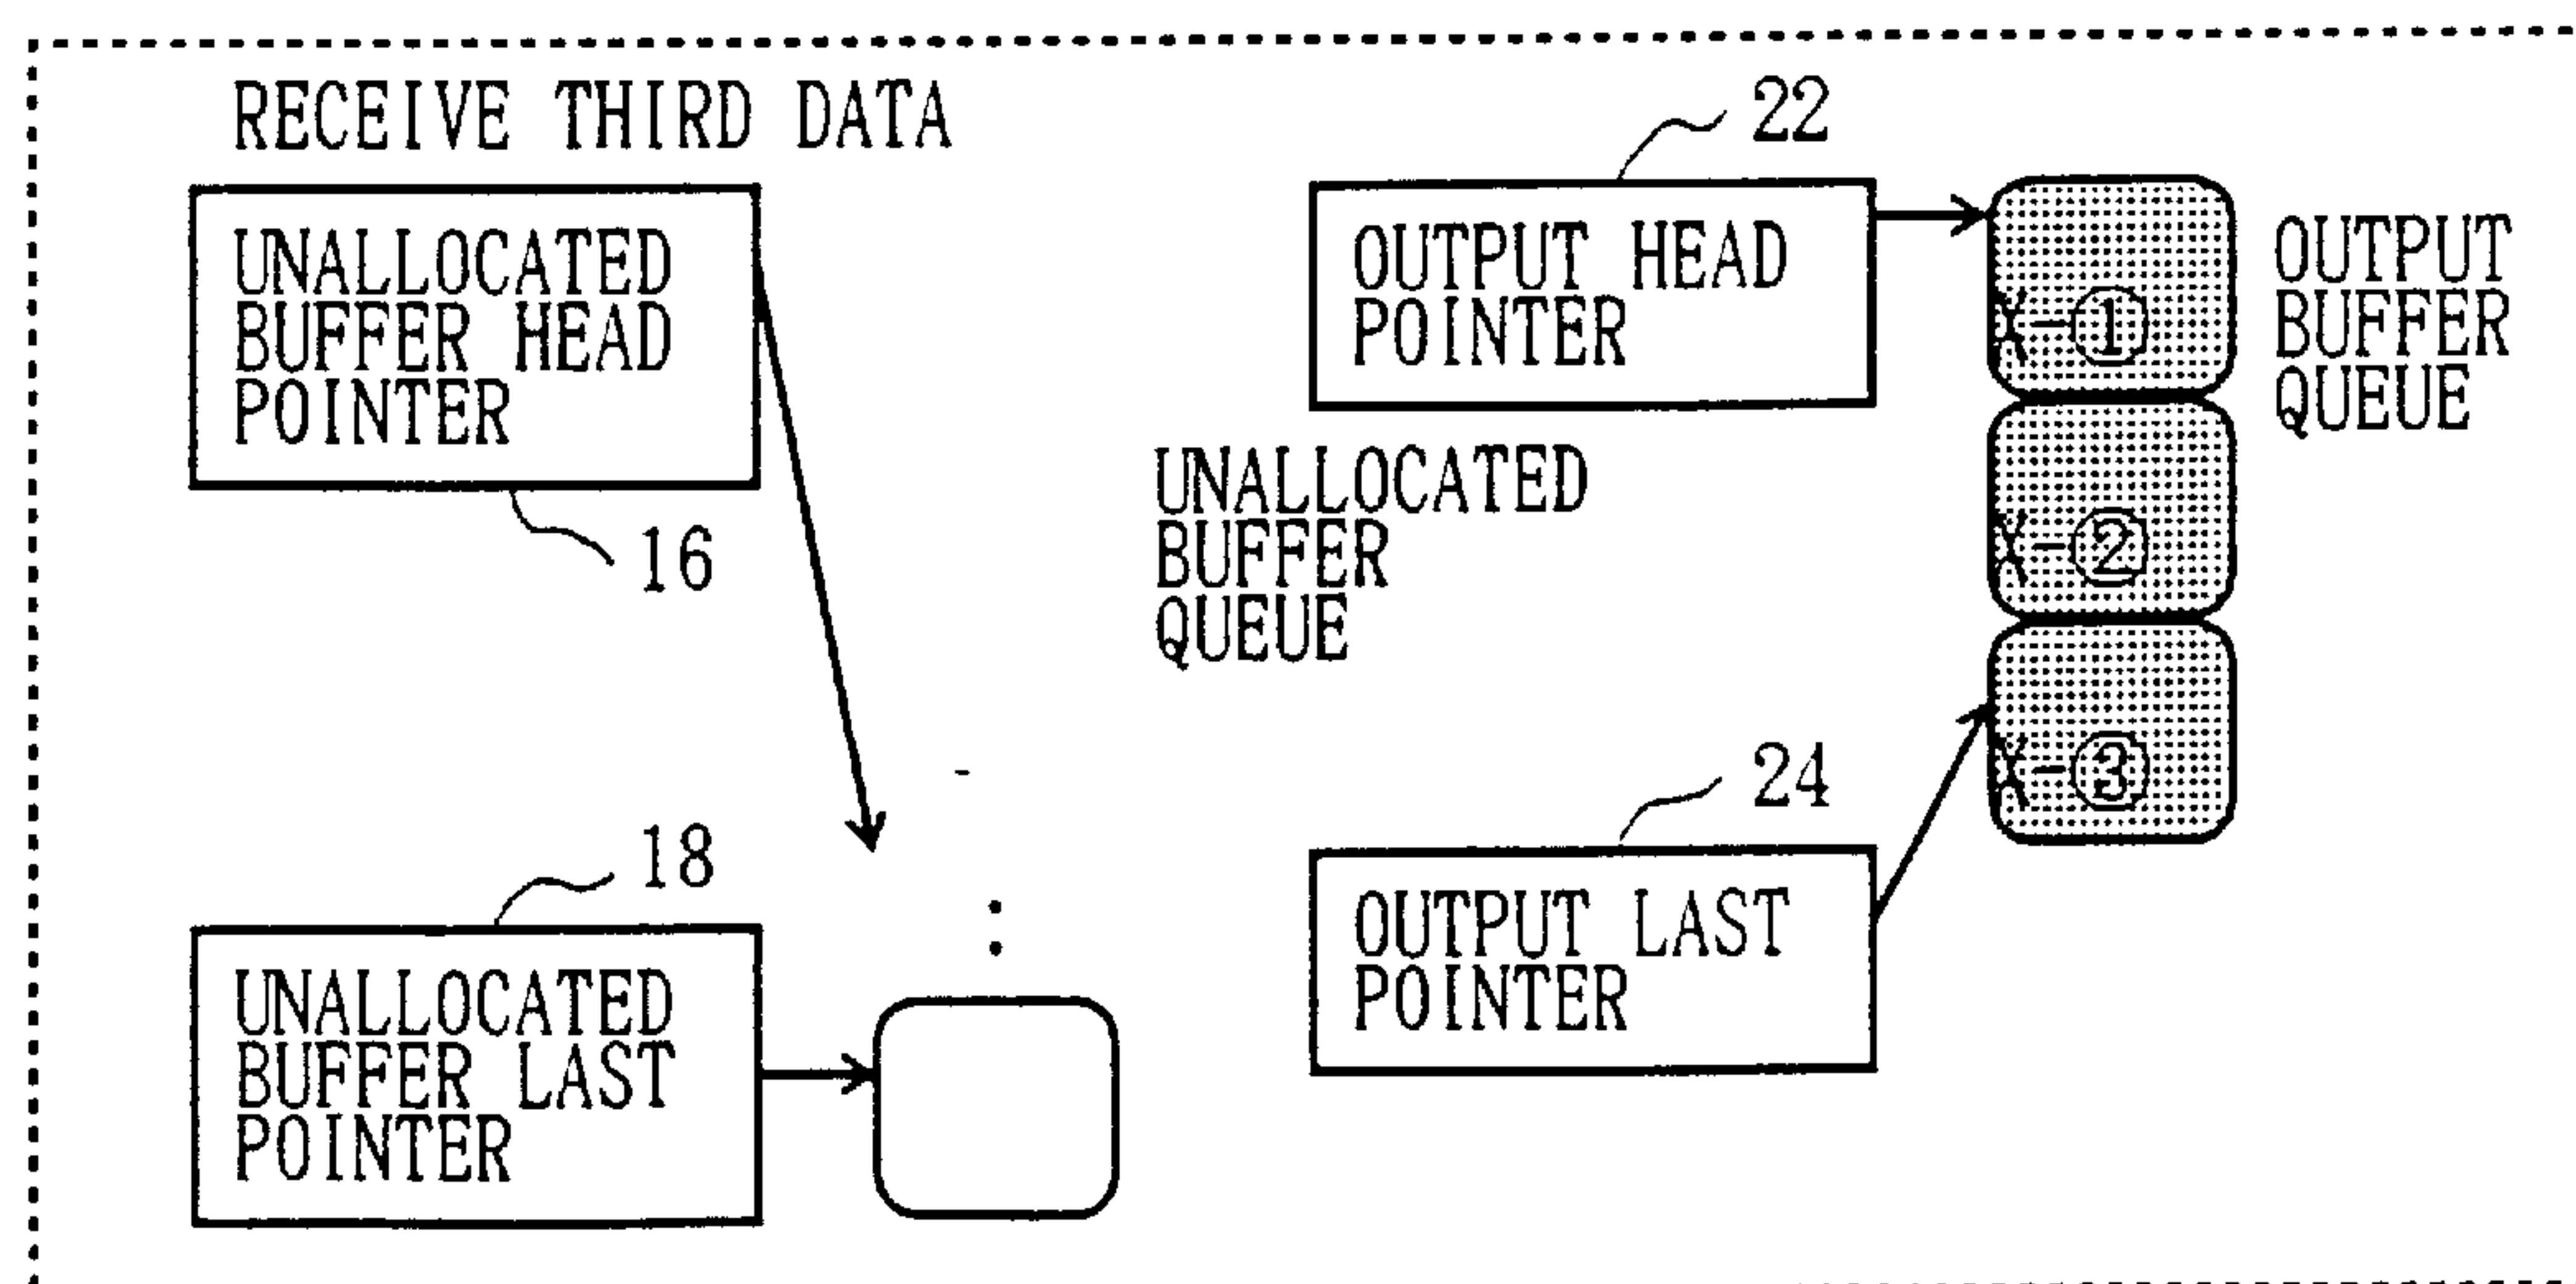 RECEIVE THIRD DATA
UNALLOCATED
BUFFER HEAD
POINTER
16
18
UNALLOCATED
BUFFER LAST
POINTER
:
UNALLOCATED
BUFFER
QUEUE
22
OUTPUT HEAD
POINTER
24
OUTPUT LAST
POINTER
X-①
X-②
X-③
OUTPUT
BUFFER
QUEUE